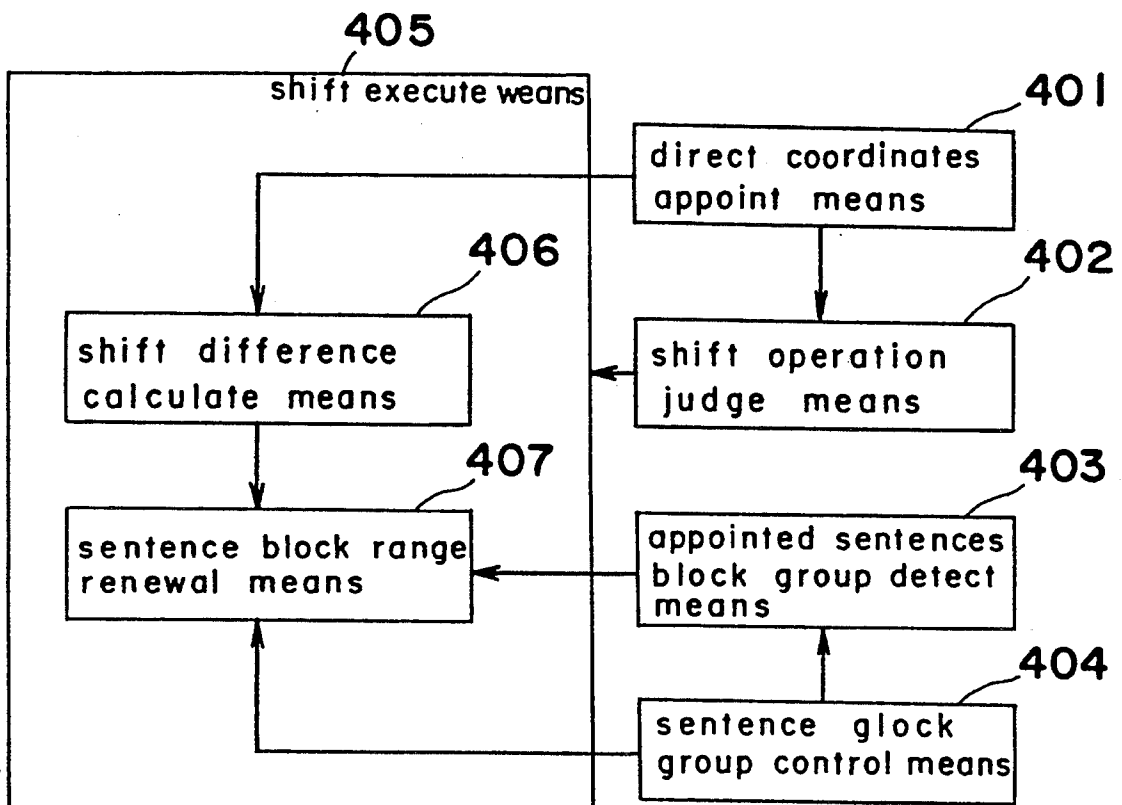 405
shift execute weans
401
direct coordinates
appoint means
406
shift difference
calculate means
402
shift operation
judge means
407
sentence block range
renewal means
403
appointed sentences
block group detect
means
404
sentence glock
group control means